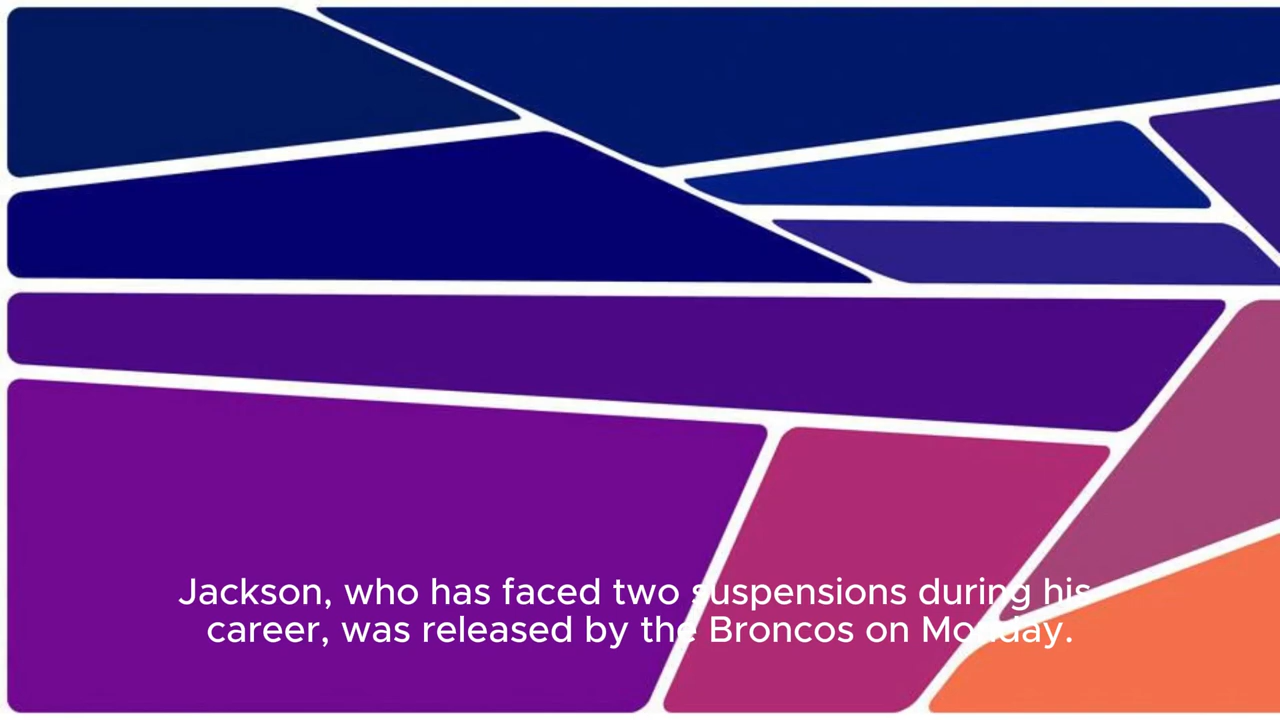 Jackson, who has faced two suspensions during his
career, was released by the Broncos on Monday.